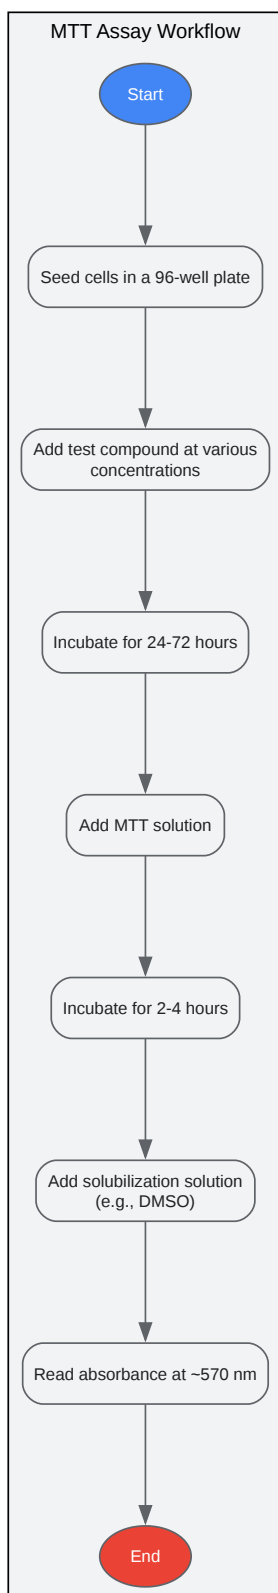 MTT Assay Workflow
Start
Seed cells in a 96-well plate
Add test compound at various
concentrations
Incubate for 24-72 hours
Add MTT solution
Incubate for 2-4 hours
Add solubilization solution
(e.g., DMSO)
Read absorbance at ~570 nm
End